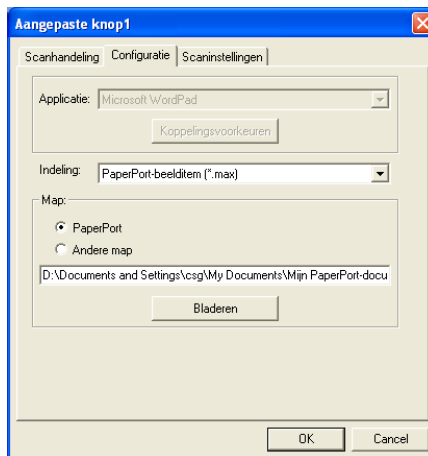 Aangepaste knop1
Scanhandeling Configuratie Scaninstellingen
Applicatie: Microsoft WordPad
Koppelingsvoorkeuren
Indeling: PaperPort-beelditem (*.max)
Map:
PaperPort
Andere map
D:\Documents and Settings\csg\My Documents\Mijn PaperPort-docu
Bladeren
OK Cancel